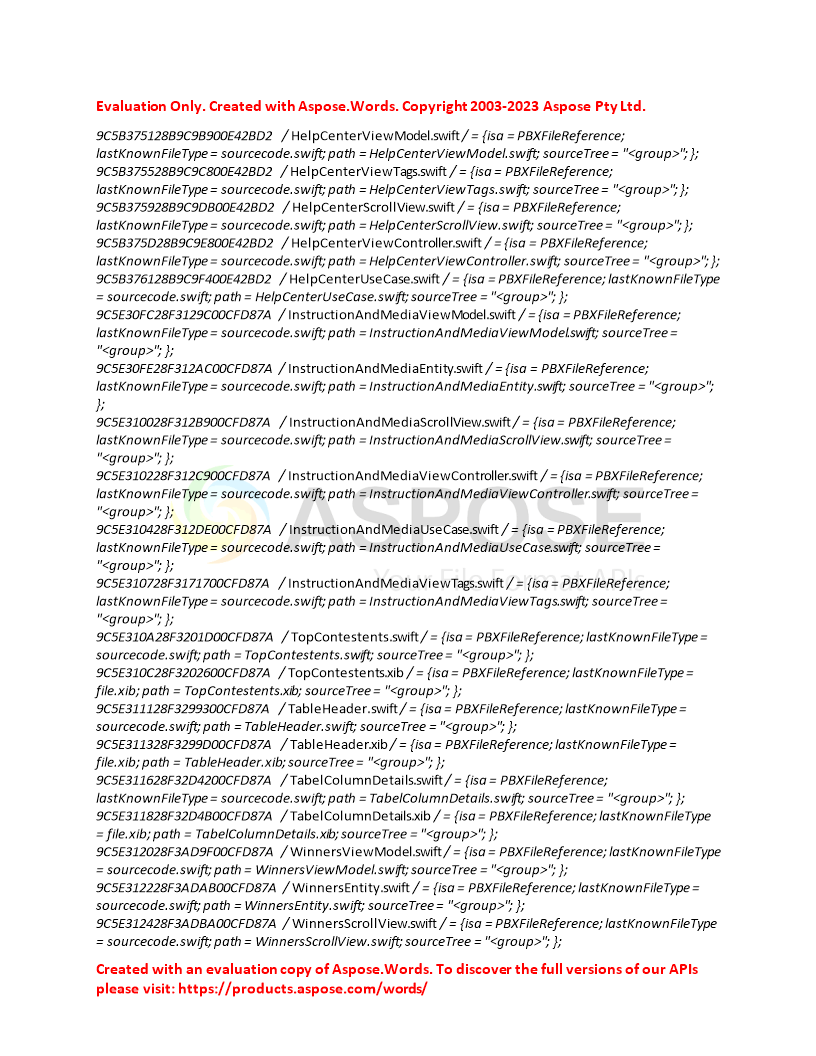 Evaluation Only. Created with Aspose.Words. Copyright 2003-2023 Aspose Pty Ltd.
9C5B375128B9C9B900E42BD2 / HelpCenterViewModel.swift / = {isa = PBXFileReference;
lastKnownFileType = sourcecode.swift; path = HelpCenterViewModel.swift; sourceTree = "<group>"; };
9C5B375528B9C9C800E42BD2 / HelpCenterViewTags.swift / = {isa = PBXFileReference;
lastKnownFileType = sourcecode.swift; path = HelpCenterViewTags.swift; sourceTree = "<group>"; };
9C5B375928B9C9DB00E42BD2 / HelpCenterScrollView.swift / = {isa = PBXFileReference;
lastKnownFileType = sourcecode.swift; path = HelpCenterScrollView.swift; sourceTree = "<group>"; };
9C5B375D28B9C9E800E42BD2 / HelpCenterViewController.swift / = {isa = PBXFileReference;
lastKnownFileType = sourcecode.swift; path = HelpCenterViewController.swift; sourceTree = "<group>"; };
9C5B376128B9C9F400E42BD2 / HelpCenterUseCase.swift / = {isa = PBXFileReference; lastKnownFileType
= sourcecode.swift; path = HelpCenterUseCase.swift; sourceTree = "<group>"; };
9C5E30FC28F3129C00CFD87A / InstructionAndMediaViewModel.swift / = {isa = PBXFileReference;
lastKnownFileType = sourcecode.swift; path = InstructionAndMediaViewModel.swift; sourceTree =
"<group>"; };
9C5E30FE28F312AC00CFD87A / InstructionAndMediaEntity.swift / = {isa = PBXFileReference;
lastKnownFileType = sourcecode.swift; path = InstructionAndMediaEntity.swift; sourceTree = "<group>";
};
9C5E310028F312B900CFD87A / InstructionAndMediaScrollView.swift / = {isa = PBXFileReference;
lastKnownFileType = sourcecode.swift; path = InstructionAndMediaScrollView.swift; sourceTree =
"<group>"; };
9C5E310228F312C900CFD87A / InstructionAndMediaViewController.swift / = {isa = PBXFileReference;
lastKnownFileType = sourcecode.swift; path = InstructionAndMediaViewController.swift; sourceTree =
"<group>"; };
9C5E310428F312DE00CFD87A / InstructionAndMediaUseCase.swift / = {isa = PBXFileReference;
lastKnownFileType = sourcecode.swift; path = InstructionAndMediaUseCase.swift; sourceTree =
"<group>"; };
9C5E310728F3171700CFD87A / InstructionAndMediaViewTags.swift / = {isa = PBXFileReference;
lastKnownFileType = sourcecode.swift; path = InstructionAndMediaViewTags.swift; sourceTree =
"<group>"; };
9C5E310A28F3201D00CFD87A / TopContestents.swift / = {isa = PBXFileReference; lastKnownFileType =
sourcecode.swift; path = TopContestents.swift; sourceTree = "<group>"; };
9C5E310C28F3202600CFD87A / TopContestents.xib / = {isa = PBXFileReference; lastKnownFileType =
file.xib; path = TopContestents.xib; sourceTree = "<group>"; };
9C5E311128F3299300CFD87A / TableHeader.swift / = {isa = PBXFileReference; lastKnownFileType =
sourcecode.swift; path = TableHeader.swift; sourceTree = "<group>"; };
9C5E311328F3299D00CFD87A / TableHeader.xib / = {isa = PBXFileReference; lastKnownFileType =
file.xib; path = TableHeader.xib; sourceTree = "<group>"; };
9C5E311628F32D4200CFD87A / TabelColumnDetails.swift / = {isa = PBXFileReference;
lastKnownFileType = sourcecode.swift; path = TabelColumnDetails.swift; sourceTree = "<group>"; };
9C5E311828F32D4B00CFD87A / TabelColumnDetails.xib / = {isa = PBXFileReference; lastKnownFileType
= file.xib; path = TabelColumnDetails.xib; sourceTree = "<group>"; };
9C5E312028F3AD9F00CFD87A / WinnersViewModel.swift / = {isa = PBXFileReference; lastKnownFileType
= sourcecode.swift; path = WinnersViewModel.swift; sourceTree = "<group>"; };
9C5E312228F3ADAB00CFD87A / WinnersEntity.swift / = {isa = PBXFileReference; lastKnownFileType =
sourcecode.swift; path = WinnersEntity.swift; sourceTree = "<group>"; };
9C5E312428F3ADBA00CFD87A / WinnersScrollView.swift / = {isa = PBXFileReference; lastKnownFileType
= sourcecode.swift; path = WinnersScrollView.swift; sourceTree = "<group>"; };
ASPOSE
Your File Format APIs
Created with an evaluation copy of Aspose.Words. To discover the full versions of our APIs
please visit: https://products.aspose.com/words/